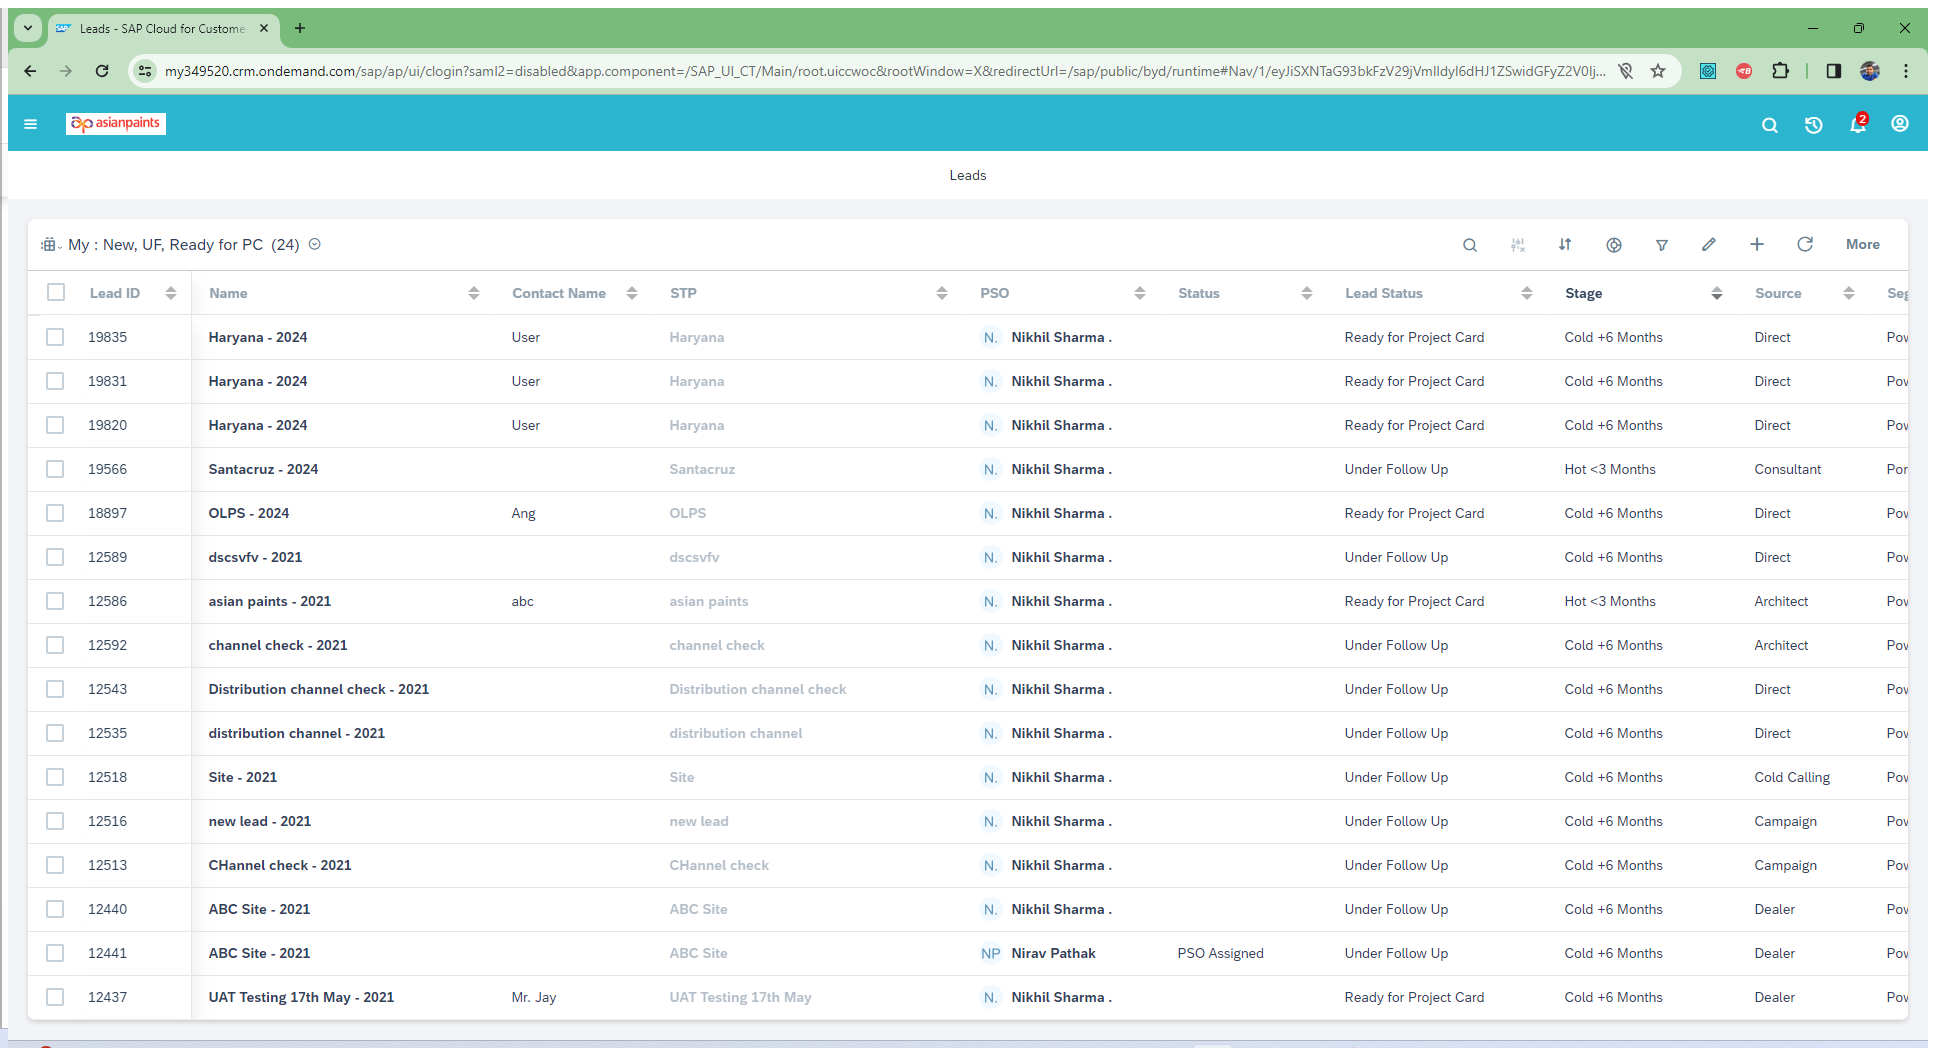 Leads - SAP Cloud for Custome
my349520.crm.ondemand.com/sap/ap/ui/clogin?saml2=disabled&app.component=/SAP_UI_CT/Main/root.uiccwoc&rootWindow=X&redirectUrl=/sap/public/byd/runtime#Nav/1/eyJiSXNTaG93bkFzV29jVmlldyI6dHJ1ZSwidGFyZ2V0Ij...
asianpaints
2
Leads
My : New, UF, Ready for PC (24)
More
Lead ID Name Contact Name STP PSO Status Lead Status Stage Source Seg
19835 Haryana - 2024 User Haryana N. Nikhil Sharma . Ready for Project Card Cold +6 Months Direct Pow
19831 Haryana - 2024 User Haryana N. Nikhil Sharma . Ready for Project Card Cold +6 Months Direct Pow
19820 Haryana - 2024 User Haryana N. Nikhil Sharma . Ready for Project Card Cold +6 Months Direct Pow
19566 Santacruz - 2024 Santacruz N. Nikhil Sharma . Under Follow Up Hot <3 Months Consultant Por
18897 OLPS - 2024 Ang OLPS N. Nikhil Sharma . Ready for Project Card Cold +6 Months Direct Pow
12589 dscsvfv - 2021 dscsvfv N. Nikhil Sharma . Under Follow Up Cold +6 Months Direct Pow
12586 asian paints - 2021 abc asian paints N. Nikhil Sharma . Ready for Project Card Hot <3 Months Architect Pow
12592 channel check - 2021 channel check N. Nikhil Sharma . Under Follow Up Cold +6 Months Architect Pow
12543 Distribution channel check - 2021 Distribution channel check N. Nikhil Sharma . Under Follow Up Cold +6 Months Direct Pow
12535 distribution channel - 2021 distribution channel N. Nikhil Sharma . Under Follow Up Cold +6 Months Direct Pow
12518 Site - 2021 Site N. Nikhil Sharma . Under Follow Up Cold +6 Months Cold Calling Pow
12516 new lead - 2021 new lead N. Nikhil Sharma . Under Follow Up Cold +6 Months Campaign Pow
12513 CHannel check - 2021 CHannel check N. Nikhil Sharma . Under Follow Up Cold +6 Months Campaign Pow
12440 ABC Site - 2021 ABC Site N. Nikhil Sharma . Under Follow Up Cold +6 Months Dealer Pow
12441 ABC Site - 2021 ABC Site NP Nirav Pathak PSO Assigned Under Follow Up Cold +6 Months Dealer Pow
12437 UAT Testing 17th May - 2021 Mr. Jay UAT Testing 17th May N. Nikhil Sharma . Ready for Project Card Cold +6 Months Dealer Pow